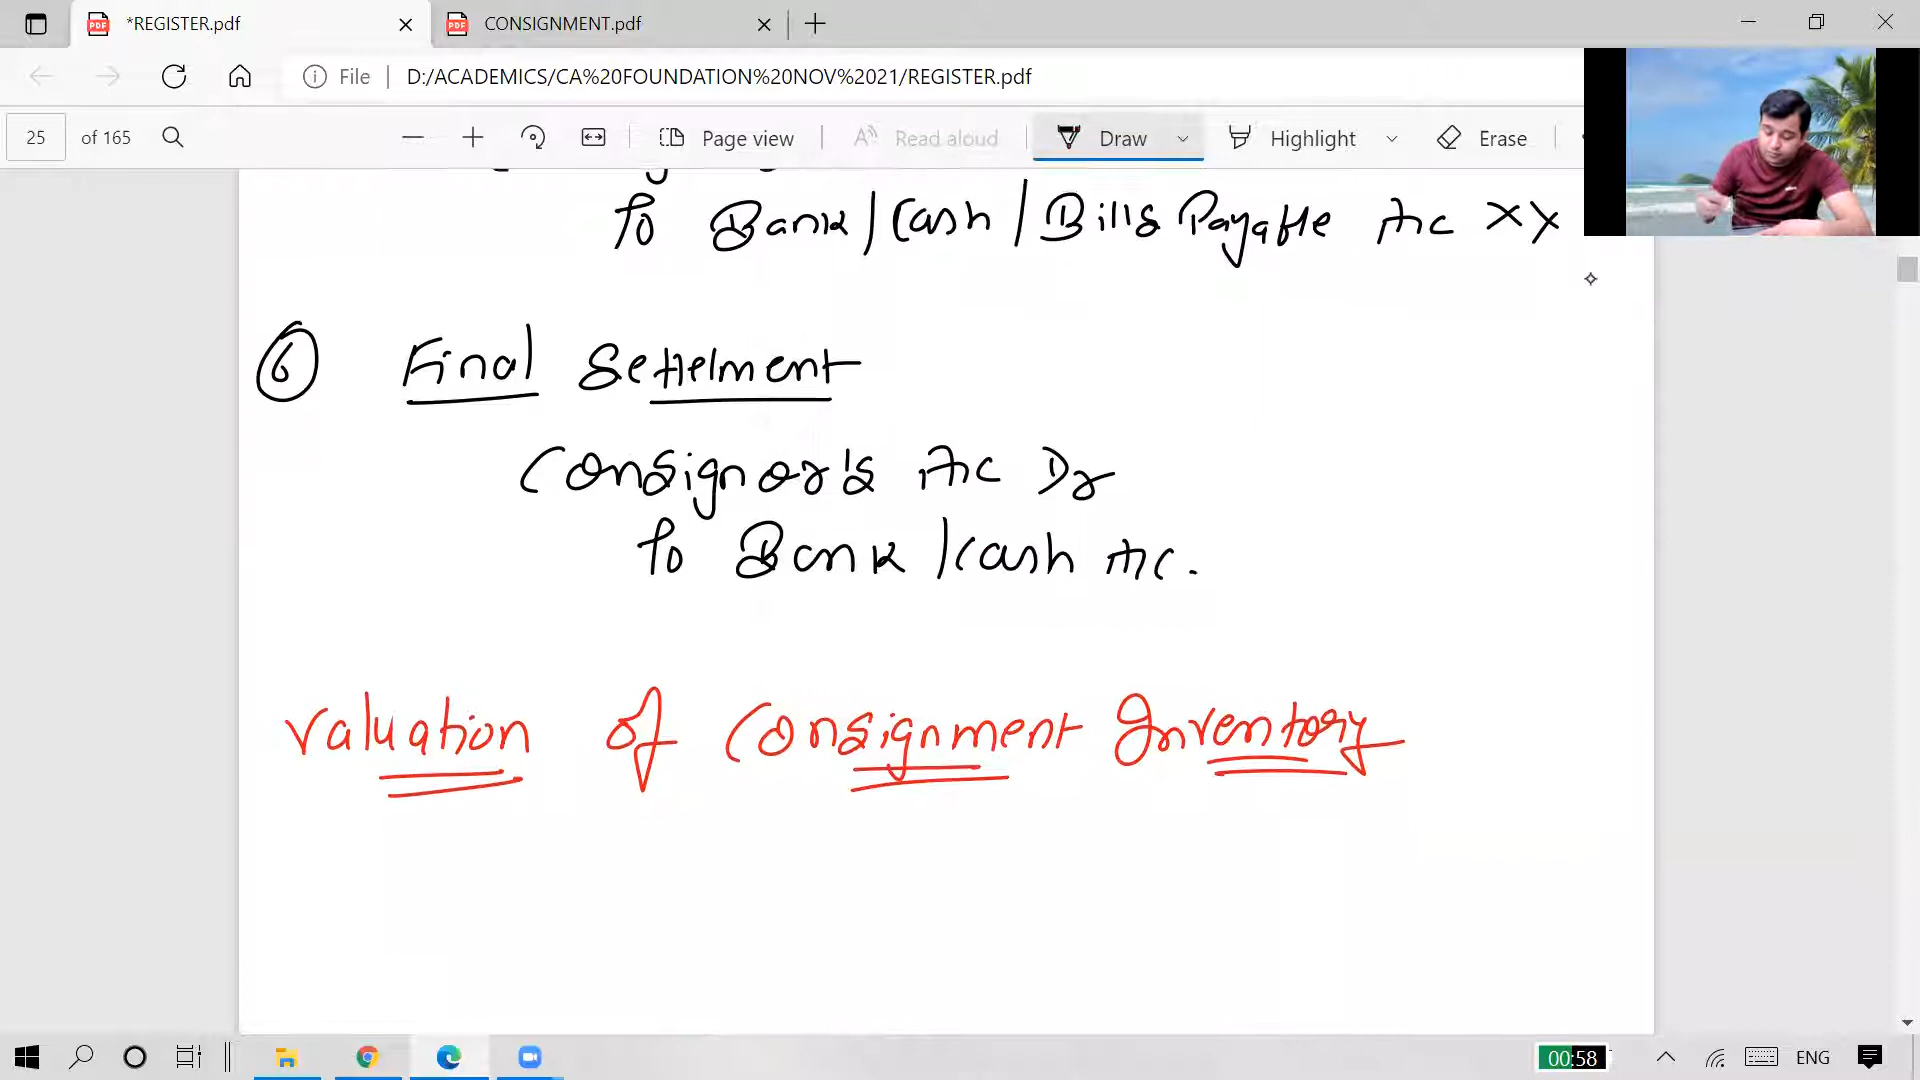 *REGISTER.pdf
CONSIGNMENT.pdf
File
D:/ACADEMICS/CA%20FOUNDATION%20NOV%2021/REGISTER.pdf
25 of 165
Page view
Read aloud
Draw
Highlight
Erase
To Bank/Cash/Bills Payable A/c XX
6 Final Settelment
Consignor's A/c Dr
To Bank/Cash A/c.
Valuation of Consignment Inventory
00:58
ENG